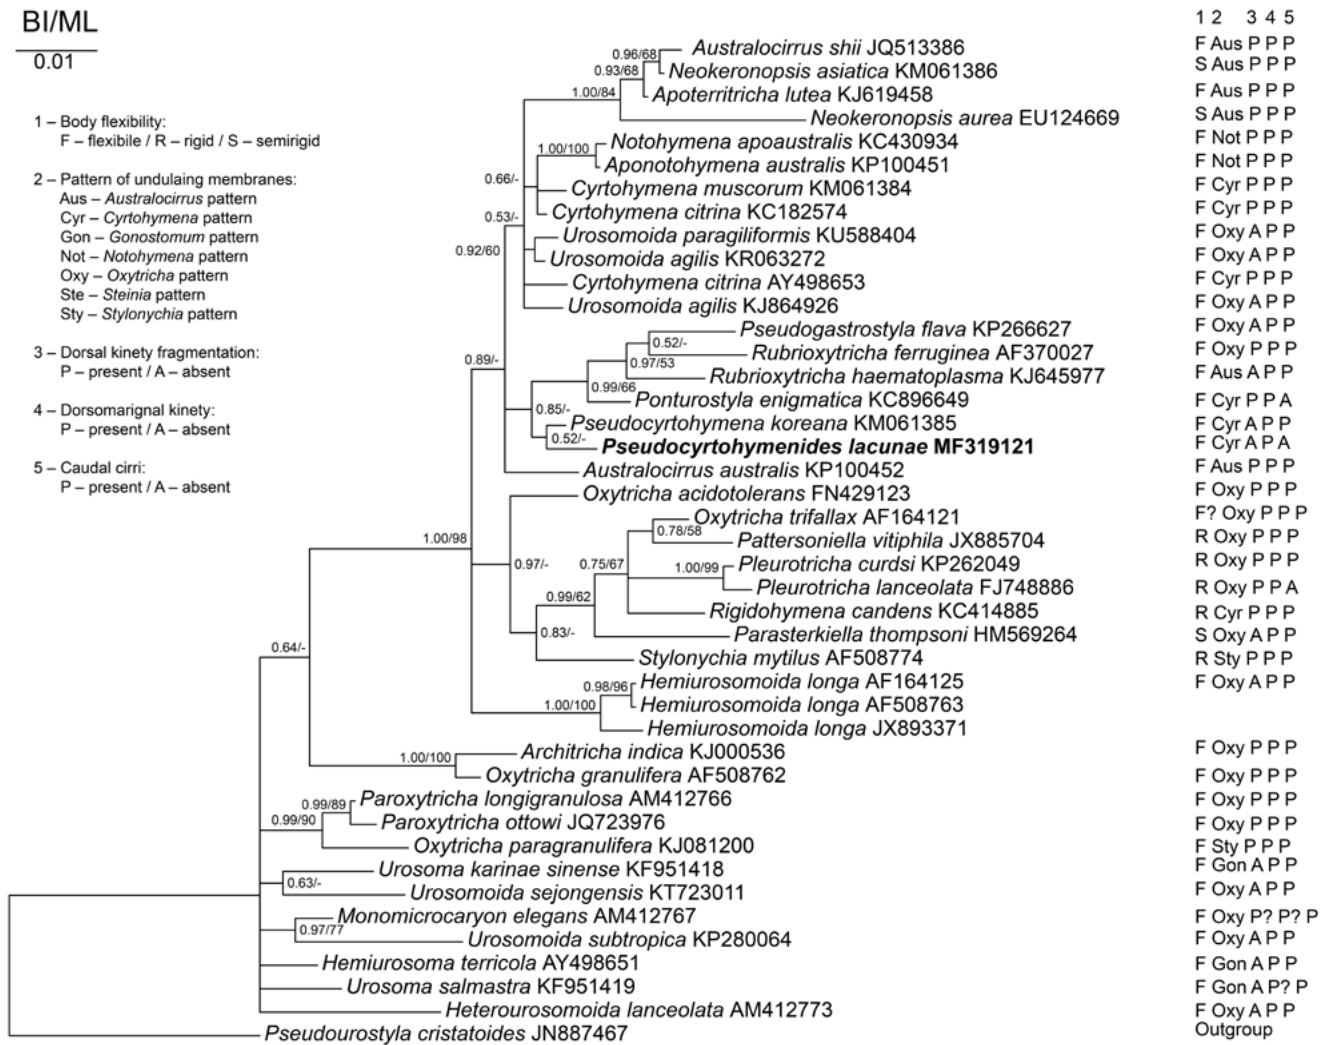 BI/ML
0.01
1 – Body flexibility:
F – flexibile / R – rigid / S – semirigid
2 – Pattern of undulaing membranes:
Aus – Australocirrus pattern
Cyr – Cyrtohymena pattern
Gon – Gonostomum pattern
Not – Notohymena pattern
Oxy – Oxytricha pattern
Ste – Steinia pattern
Sty – Stylonychia pattern
3 – Dorsal kinety fragmentation:
P – present / A – absent
4 – Dorsomarignal kinety:
P – present / A – absent
5 – Caudal cirri:
P – present / A – absent
1 2 3 4 5
0.96/68 Australocirrus shii JQ513386 F Aus P P P
0.93/68 Neokeronopsis asiatica KM061386 S Aus P P P
1.00/84 Apoterritricha lutea KJ619458 F Aus P P P
Neokeronopsis aurea EU124669 S Aus P P P
Notohymena apoaustralis KC430934 F Not P P P
1.00/100 Aponotohymena australis KP100451 F Not P P P
0.66/- Cyrtohymena muscorum KM061384 F Cyr P P P
0.53/- Cyrtohymena citrina KC182574 F Cyr P P P
Urosomoida paragiliformis KU588404 F Oxy A P P
0.92/60 Urosomoida agilis KR063272 F Oxy A P P
Cyrtohymena citrina AY498653 F Cyr P P P
Urosomoida agilis KJ864926 F Oxy A P P
Pseudogastrostyla flava KP266627 F Oxy A P P
0.52/- Rubrioxytricha ferruginea AF370027 F Oxy P P P
0.89/- 0.97/53 Rubrioxytricha haematoplasma KJ645977 F Aus A P P
0.99/66 Ponturostyla enigmatica KC896649 F Cyr P P A
0.85/- Pseudocyrtohymena koreana KM061385 F Cyr A P P
0.52/- Pseudocyrtohymenides lacunae MF319121 F Cyr A P A
Australocirrus australis KP100452 F Aus P P P
Oxytricha acidotolerans FN429123 F Oxy P P P
Oxytricha trifallax AF164121 F? Oxy P P P
1.00/98 0.78/58 Pattersoniella vitiphila JX885704 R Oxy P P P
0.97/- 0.75/67 1.00/99 Pleurotricha curdsi KP262049 R Oxy P P P
Pleurotricha lanceolata FJ748886 R Oxy P P A
0.99/62 Rigidohymena candens KC414885 R Cyr P P P
0.83/- Parasterkiella thompsoni HM569264 S Oxy A P P
0.64/- Stylonychia mytilus AF508774 R Sty P P P
0.98/96 Hemiurosomoida longa AF164125 F Oxy A P P
1.00/100 Hemiurosomoida longa AF508763
Hemiurosomoida longa JX893371
1.00/100 Architricha indica KJ000536 F Oxy P P P
Oxytricha granulifera AF508762 F Oxy P P P
0.99/89 Paroxytricha longigranulosa AM412766 F Oxy P P P
0.99/90 Paroxytricha ottowi JQ723976 F Oxy P P P
Oxytricha paragranulifera KJ081200 F Sty P P P
Urosoma karinae sinense KF951418 F Gon A P P
0.63/- Urosomoida sejongensis KT723011 F Oxy A P P
Monomicrocaryon elegans AM412767 F Oxy P? P? P
0.97/77 Urosomoida subtropica KP280064 F Oxy A P P
Hemiurosoma terricola AY498651 F Gon A P P
Urosoma salmastra KF951419 F Gon A P? P
Heterourosomoida lanceolata AM412773 F Oxy A P P
Pseudourostyla cristatoides JN887467 Outgroup